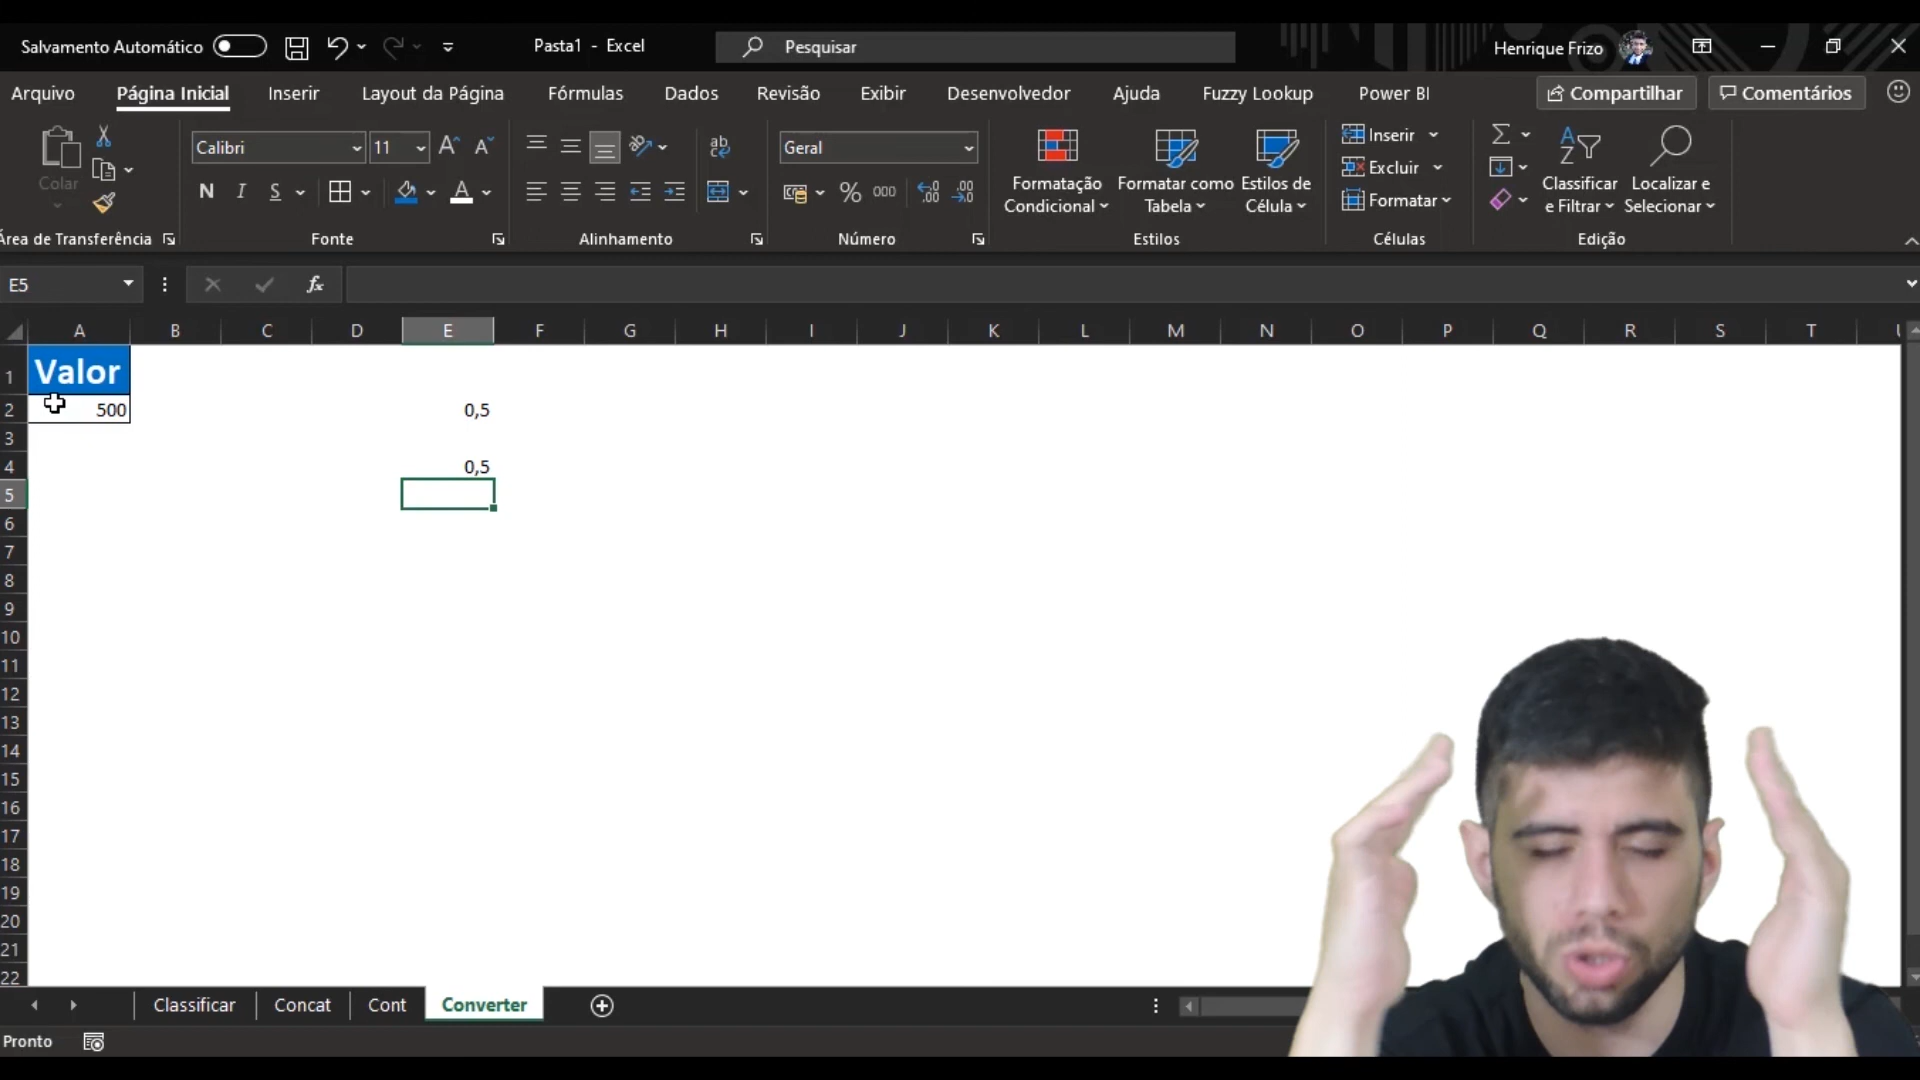 Salvamento Automático
Pasta1 - Excel
Pesquisar
Henrique Frizo
Arquivo Página Inicial Inserir Layout da Página Fórmulas Dados Revisão Exibir Desenvolvedor Ajuda Fuzzy Lookup Power BI Compartilhar Comentários
Colar
Área de Transferência
Calibri 11
N I S
Fonte
ab
Alinhamento
Geral
% 000
Número
Formatação Condicional
Formatar como Tabela
Estilos de Célula
Estilos
Inserir
Excluir
Formatar
Células
Classificar e Filtrar
Localizar e Selecionar
Edição
E5 fx
A B C D E F G H I J K L M N O P Q R S T
1 Valor
2 500 0,5
3
4 0,5
5
6
7
8
9
10
11
12
13
14
15
16
17
18
19
20
21
22
Classificar Concat Cont Converter
Pronto